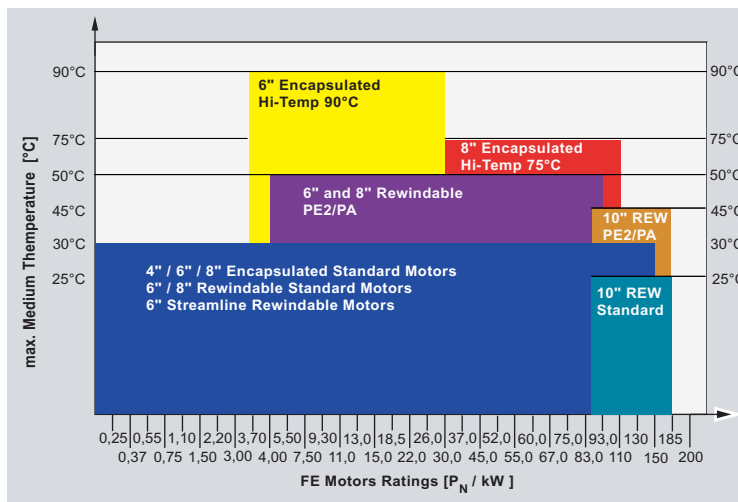 90°C
90°C
6" Encapsulated
Hi-Temp 90°C
75°C
75°C
8" Encapsulated
Hi-Temp 75°C
50°C
50°C
6" and 8" Rewindable
PE2/PA
45°C
45°C
10" REW
PE2/PA
30°C
30°C
4" / 6" / 8" Encapsulated Standard Motors
6" / 8" Rewindable Standard Motors
6" Streamline Rewindable Motors
25°C
25°C
10" REW
Standard
max. Medium Themperature [°C]
0,25 0,55 1,10 2,20 3,70 5,50 9,30 13,0 18,5 26,0 37,0 52,0 60,0 75,0 93,0 130 185
0,37 0,75 1,50 3,00 4,00 7,50 11,0 15,0 22,0 30,0 45,0 55,0 67,0 83,0 110 150 200
FE Motors Ratings [PN / kW ]